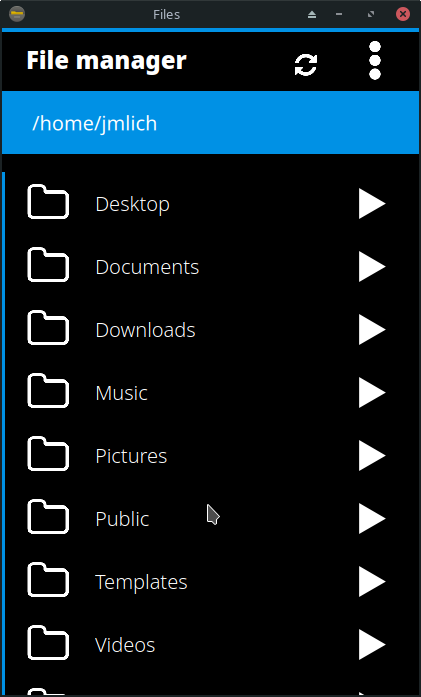 Files
File manager
/home/jmlich
Desktop
Documents
Downloads
Music
Pictures
Public
Templates
Videos